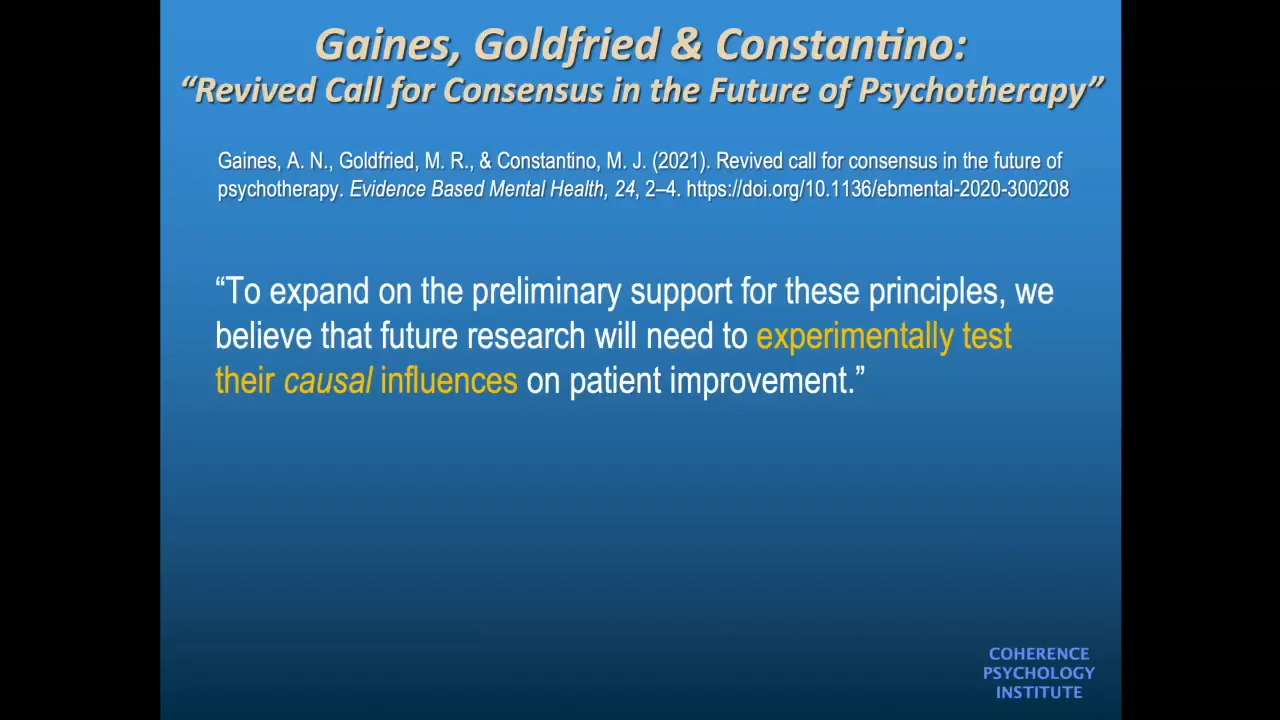 Gaines, Goldfried & Constantino:
“Revived Call for Consensus in the Future of Psychotherapy”
Gaines, A. N., Goldfried, M. R., & Constantino, M. J. (2021). Revived call for consensus in the future of
psychotherapy. Evidence Based Mental Health, 24, 2–4. https://doi.org/10.1136/ebmental-2020-300208
“To expand on the preliminary support for these principles, we
believe that future research will need to experimentally test
their causal influences on patient improvement.”
COHERENCE
PSYCHOLOGY
INSTITUTE